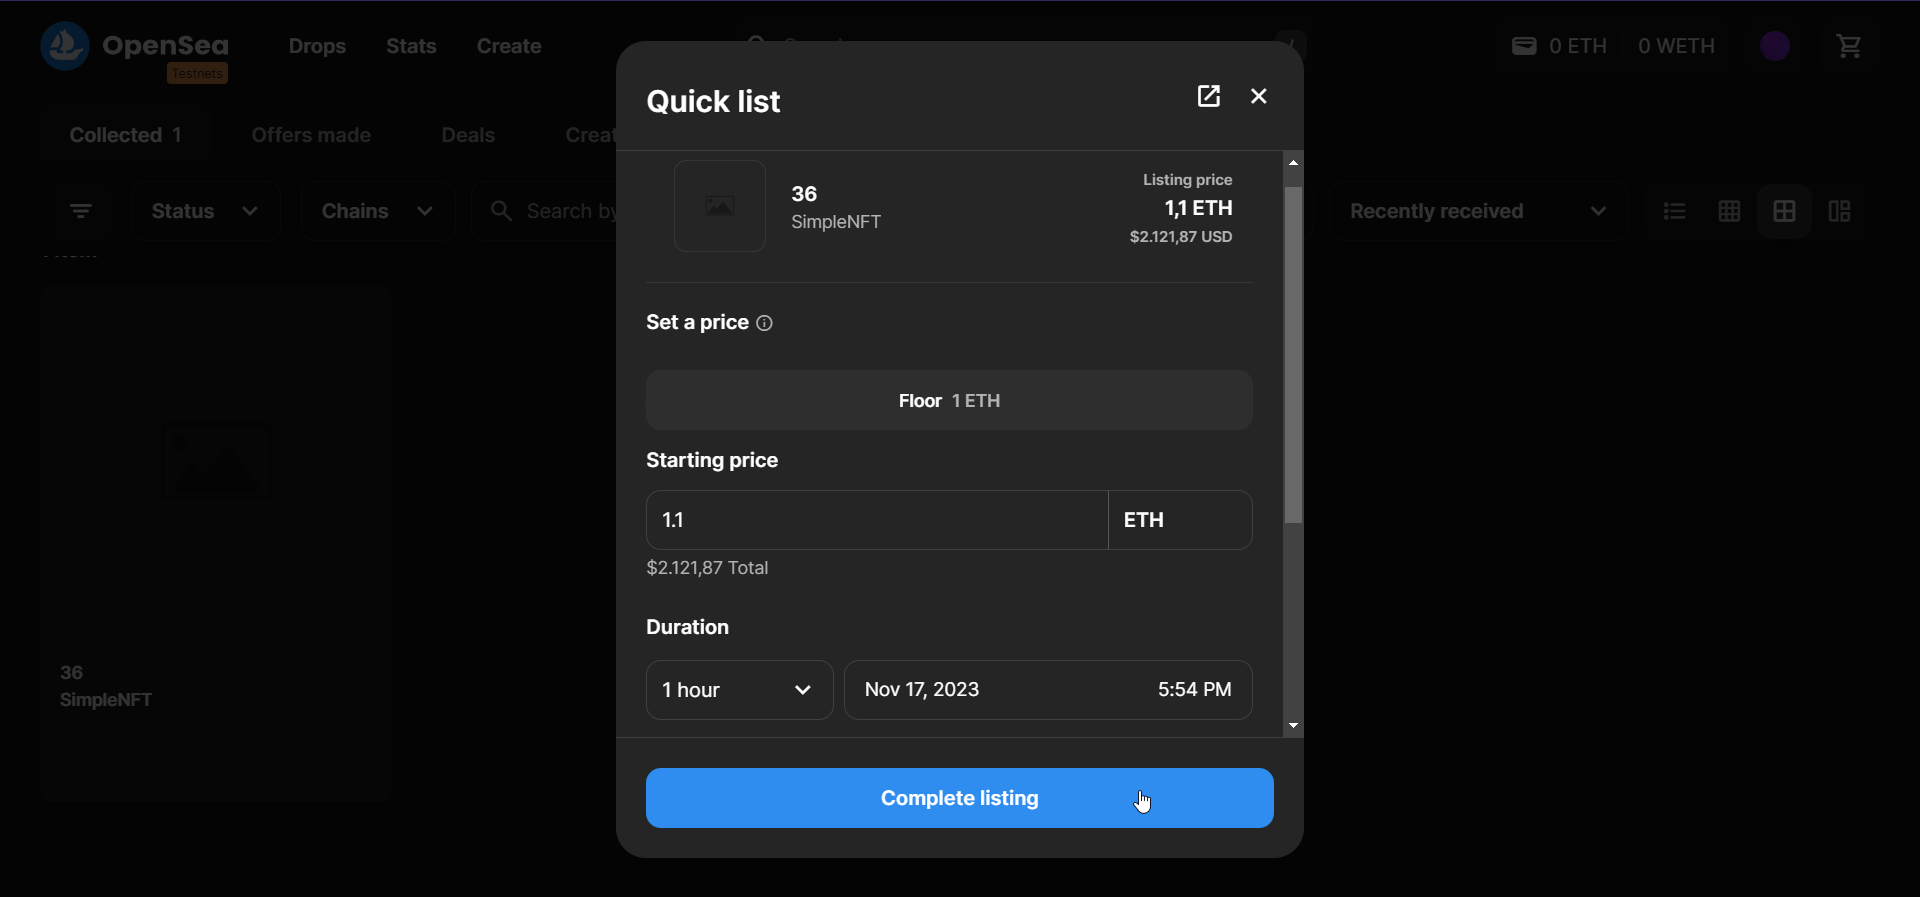 OpenSea
Testnets
Drops
Stats
Create
0 ETH
0 WETH
Quick list
Collected 1
Offers made
Deals
Status
Chains
Search by
Recently received
36
SimpleNFT
Listing price
1,1 ETH
$2.121,87 USD
Set a price
Floor 1 ETH
Starting price
1.1
ETH
$2.121,87 Total
Duration
1 hour
Nov 17, 2023
5:54 PM
Complete listing
36
SimpleNFT